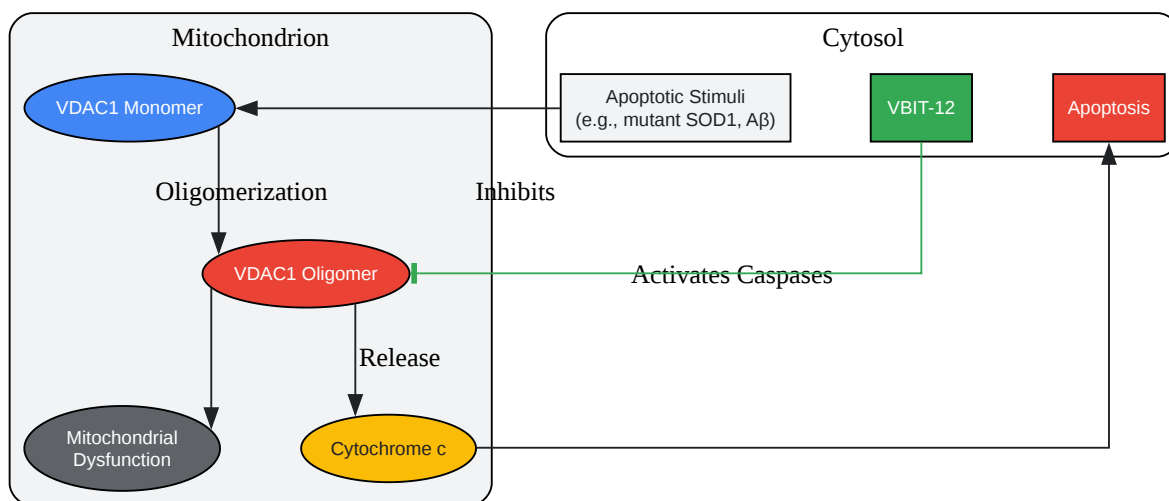 Mitochondrion
Cytosol
VDAC1 Monomer
Apoptotic Stimuli
(e.g., mutant SOD1, Aβ)
VBIT-12
Apoptosis
Oligomerization
Inhibits
VDAC1 Oligomer
Activates Caspases
Release
Mitochondrial
Dysfunction
Cytochrome c